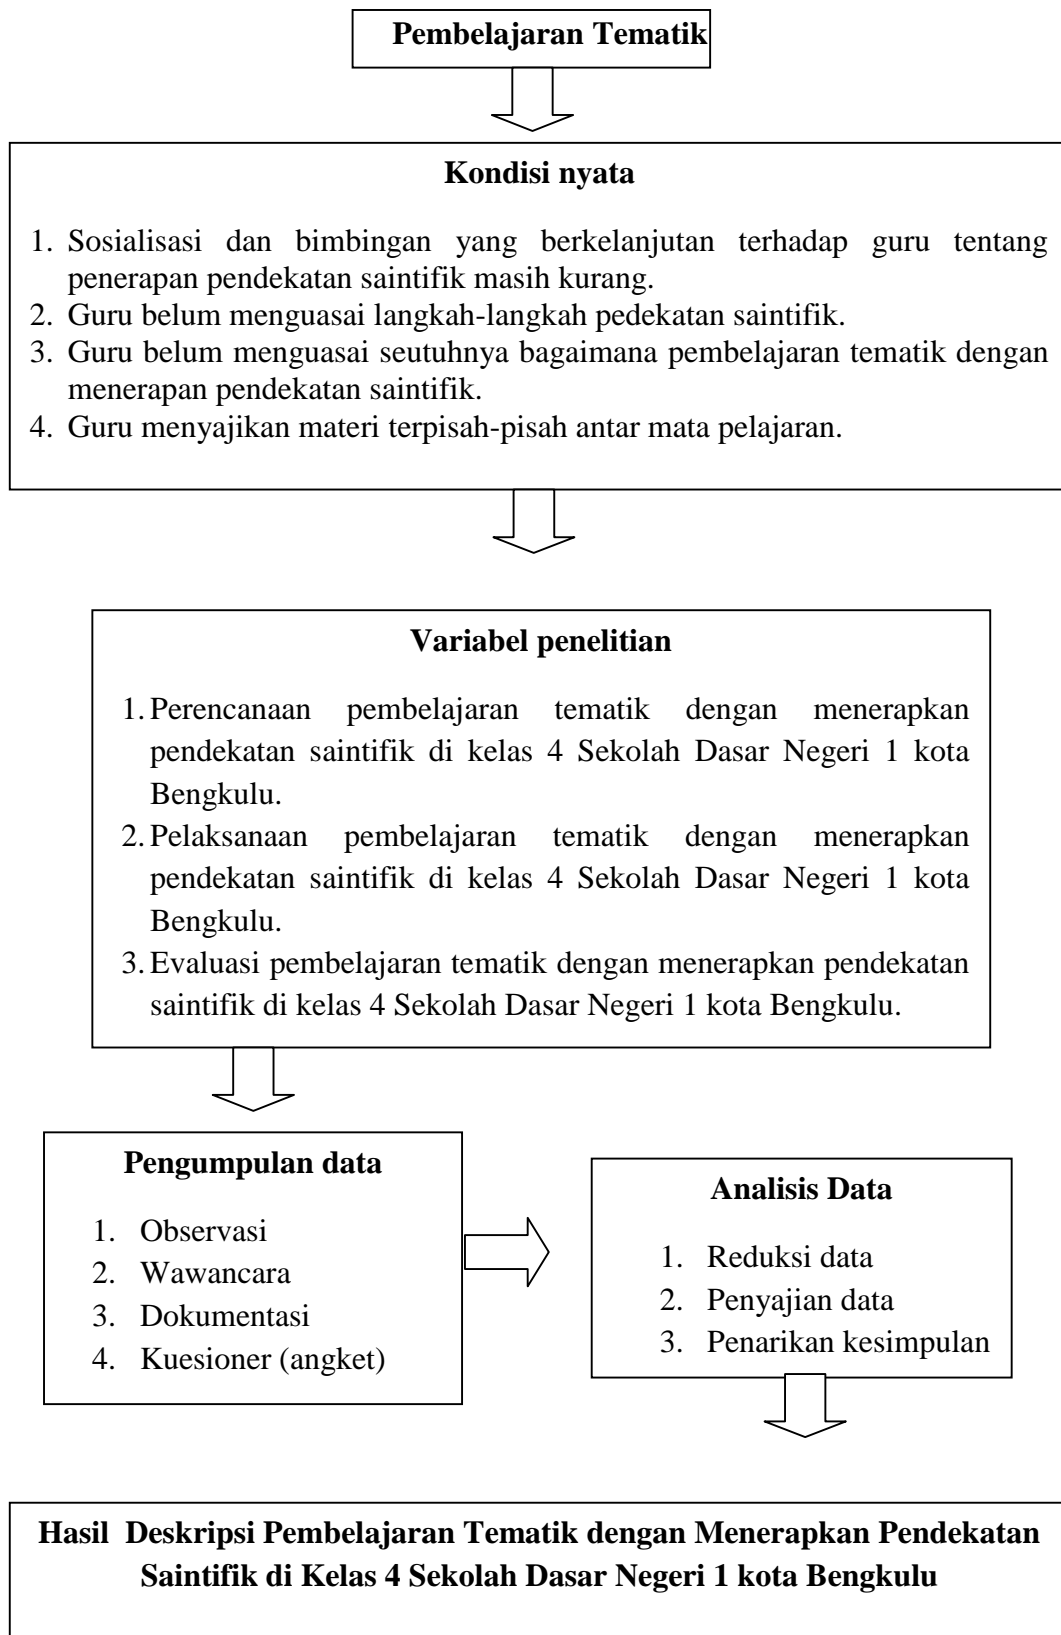 Pembelajaran Tematik
Kondisi nyata
1. Sosialisasi dan bimbingan yang berkelanjutan terhadap guru tentang
penerapan pendekatan saintifik masih kurang.
2. Guru belum menguasai langkah-langkah pedekatan saintifik.
3. Guru belum menguasai seutuhnya bagaimana pembelajaran tematik dengan
menerapan pendekatan saintifik.
4. Guru menyajikan materi terpisah-pisah antar mata pelajaran.
Variabel penelitian
1. Perencanaan pembelajaran tematik dengan menerapkan
pendekatan saintifik di kelas 4 Sekolah Dasar Negeri 1 kota
Bengkulu.
2. Pelaksanaan pembelajaran tematik dengan menerapkan
pendekatan saintifik di kelas 4 Sekolah Dasar Negeri 1 kota
Bengkulu.
3. Evaluasi pembelajaran tematik dengan menerapkan pendekatan
saintifik di kelas 4 Sekolah Dasar Negeri 1 kota Bengkulu.
Pengumpulan data
1. Observasi
2. Wawancara
3. Dokumentasi
4. Kuesioner (angket)
Analisis Data
1. Reduksi data
2. Penyajian data
3. Penarikan kesimpulan
Hasil Deskripsi Pembelajaran Tematik dengan Menerapkan Pendekatan
Saintifik di Kelas 4 Sekolah Dasar Negeri 1 kota Bengkulu